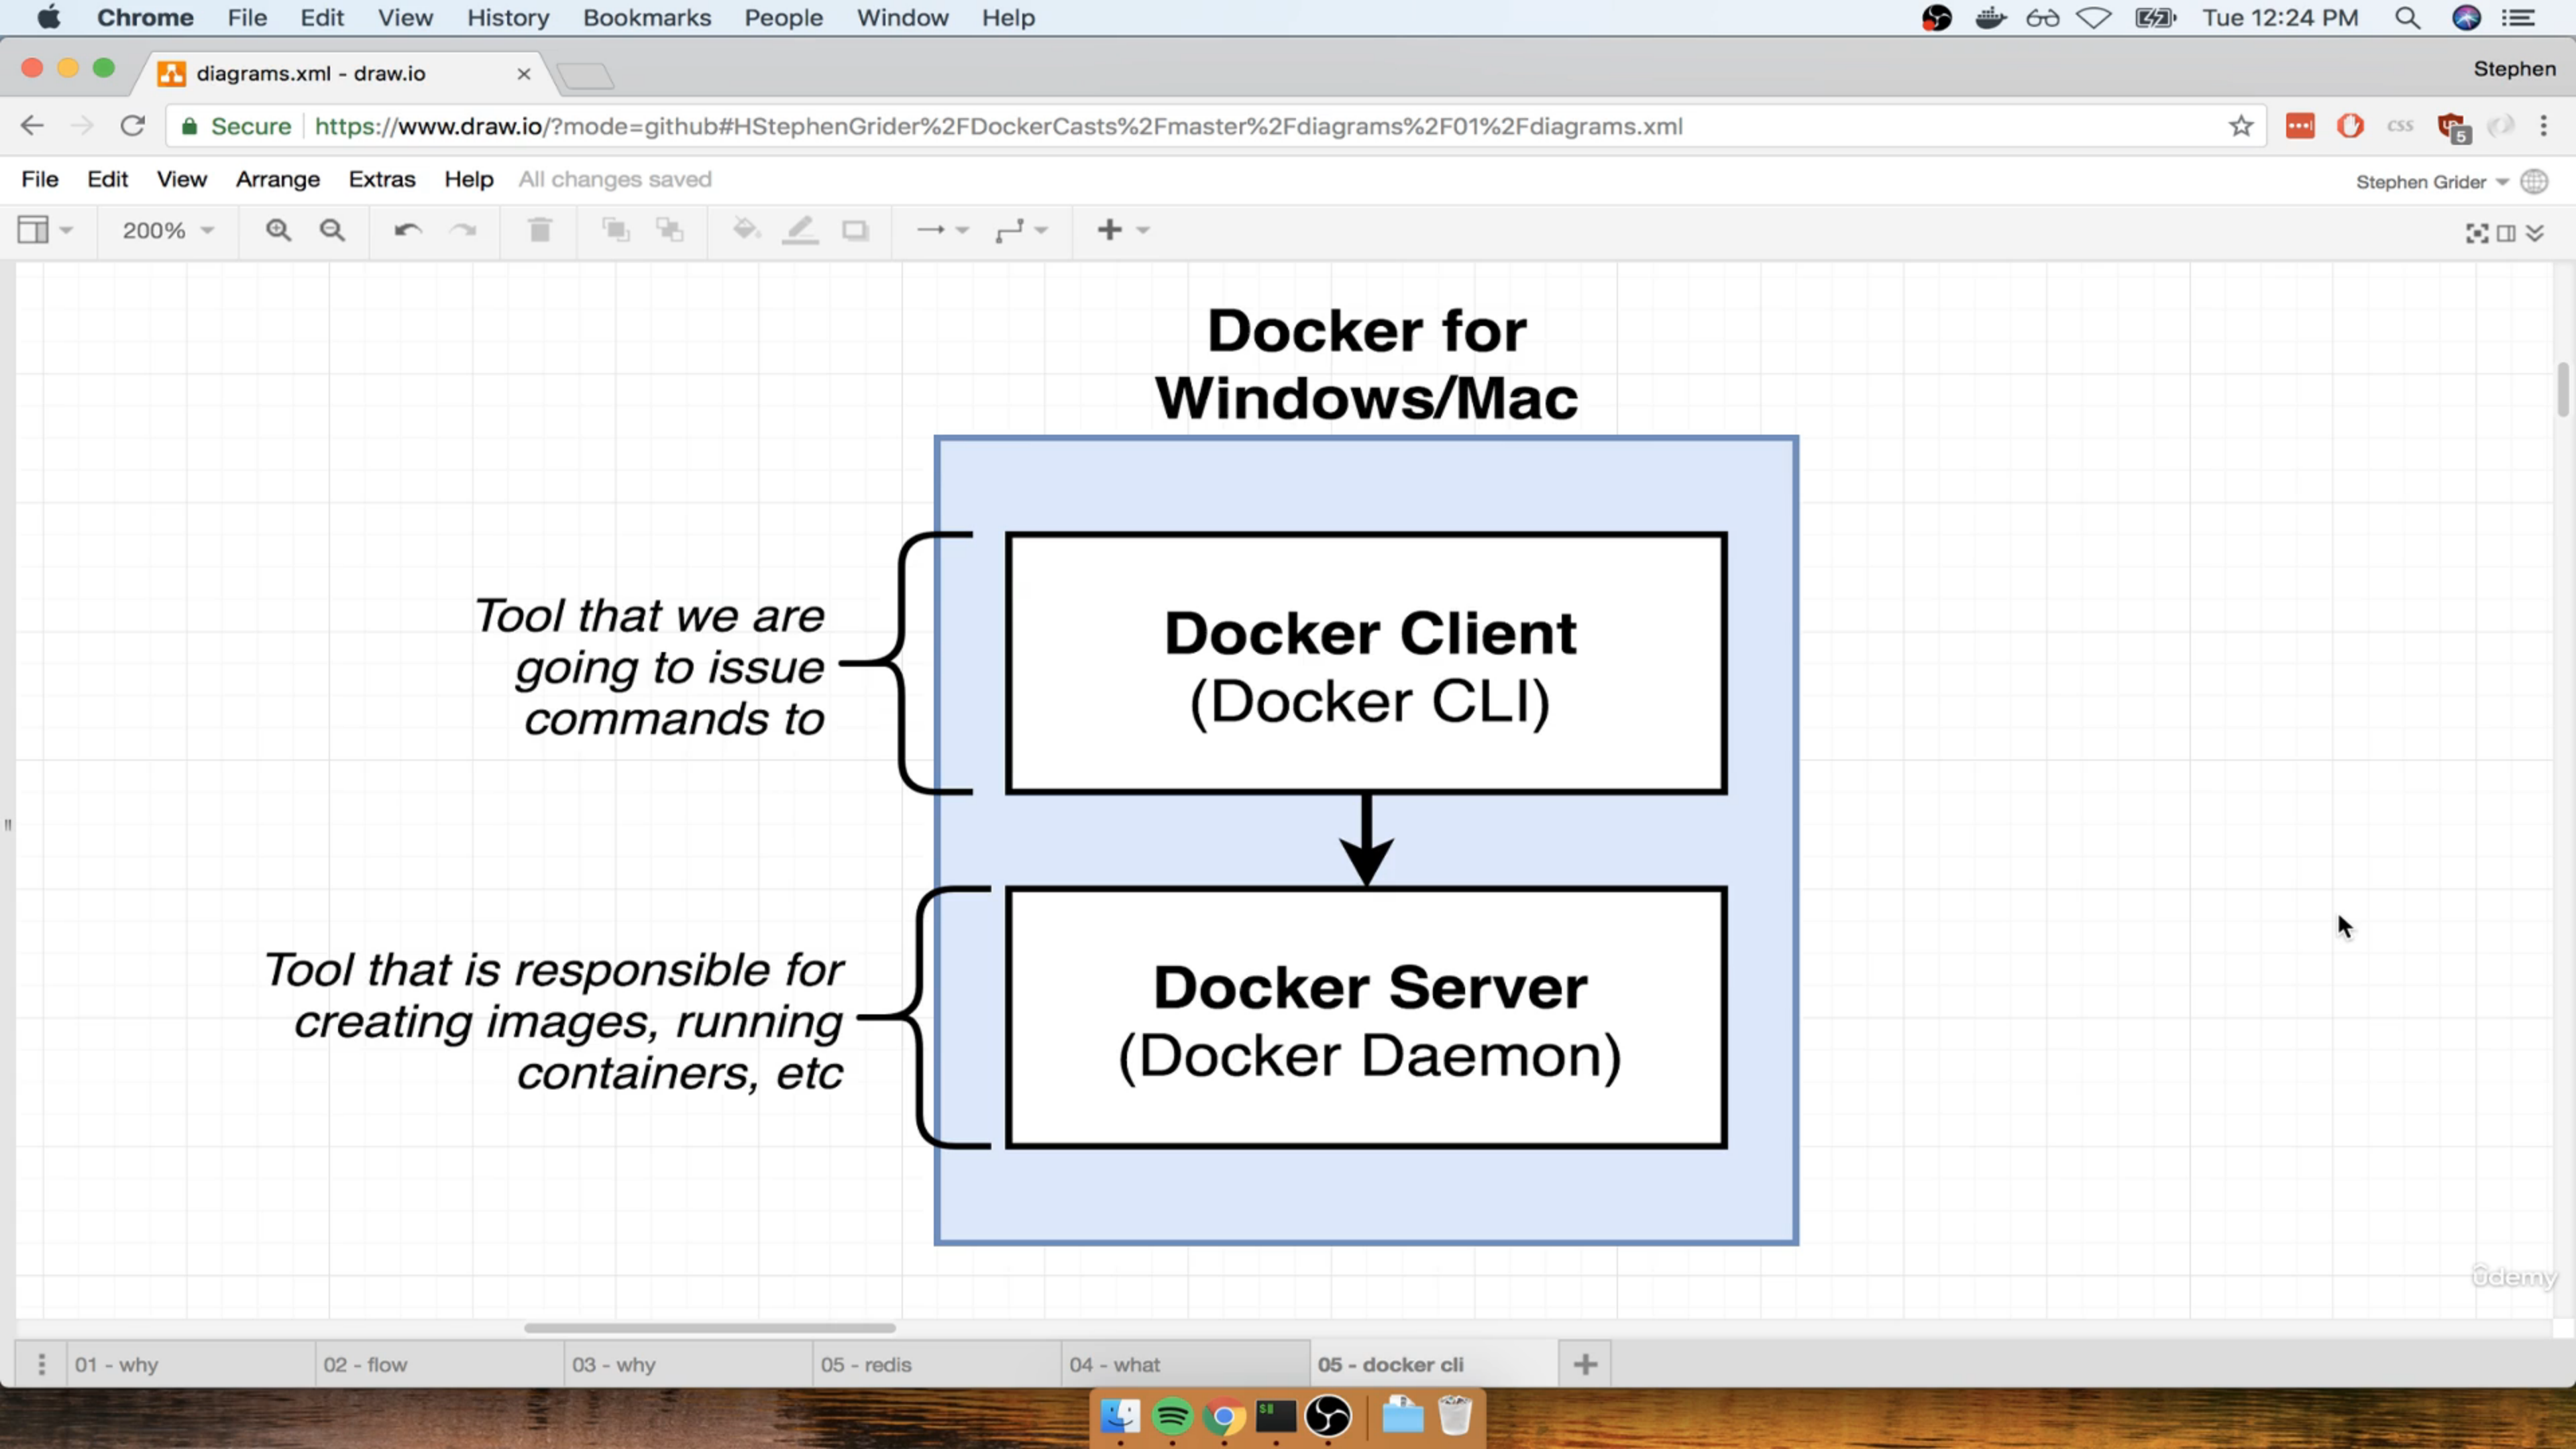 Chrome File Edit View History Bookmarks People Window Help Tue 12:24 PM
diagrams.xml - draw.io Stephen
Secure https://www.draw.io/?mode=github#HStephenGrider%2FDockerCasts%2Fmaster%2Fdiagrams%2F01%2Fdiagrams.xml css 5
File Edit View Arrange Extras Help All changes saved Stephen Grider
200%
Docker for
Windows/Mac
Tool that we are
going to issue
commands to
Docker Client
(Docker CLI)
Tool that is responsible for
creating images, running
containers, etc
Docker Server
(Docker Daemon)
ûdemy
01 - why 02 - flow 03 - why 05 - redis 04 - what 05 - docker cli